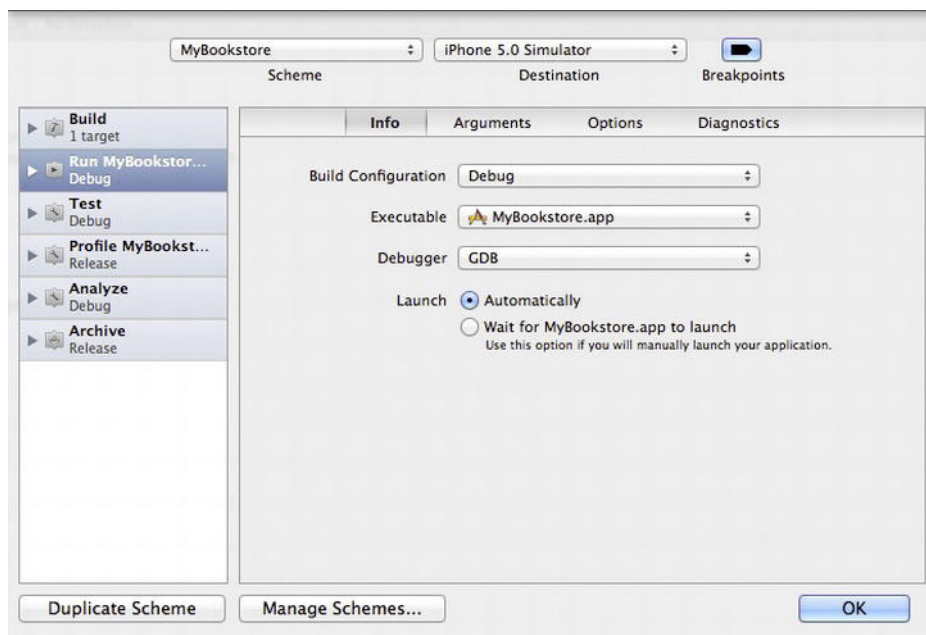 MyBookstore
iPhone 5.0 Simulator
Scheme
Destination
Breakpoints
Build
1 target
Run MyBookstor...
Debug
Test
Debug
Profile MyBookst...
Release
Analyze
Debug
Archive
Release
Info
Arguments
Options
Diagnostics
Build Configuration
Debug
Executable
MyBookstore.app
Debugger
GDB
Launch
Automatically
Wait for MyBookstore.app to launch
Use this option if you will manually launch your application.
Duplicate Scheme
Manage Schemes...
OK